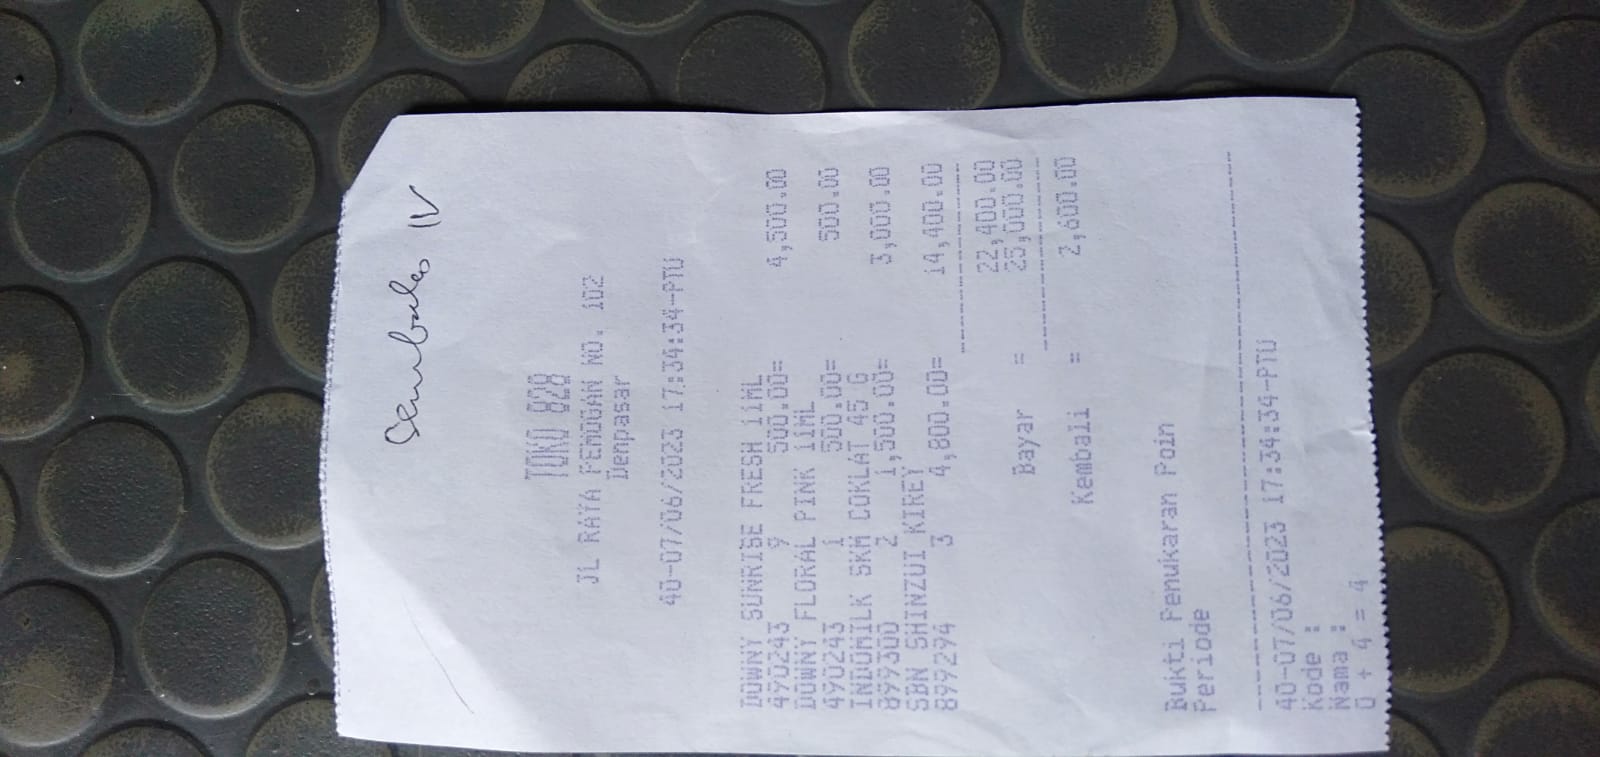 Sembako IV
TOKO 828
JL RAYA PEMOGAN NO. 102
Denpasar
40-07/06/2023 17:34:34-PTU
DOWNY SUNRISE FRESH 11ML
490243 9 500.00= 4,500.00
DOWNY FLORAL PINK 11ML
490243 1 500.00= 500.00
INDOMILK SKM COKLAT 45 G
899300 2 1,500.00= 3,000.00
SBN SHINZUI KIREY
899294 3 4,800.00= 14,400.00
22,400.00
Bayar = 25,000.00
Kembali = 2,600.00
Bukti Penukaran Poin
Periode
40-07/06/2023 17:34:34-PTU
Kode :
Nama :
0 + 4 = 4